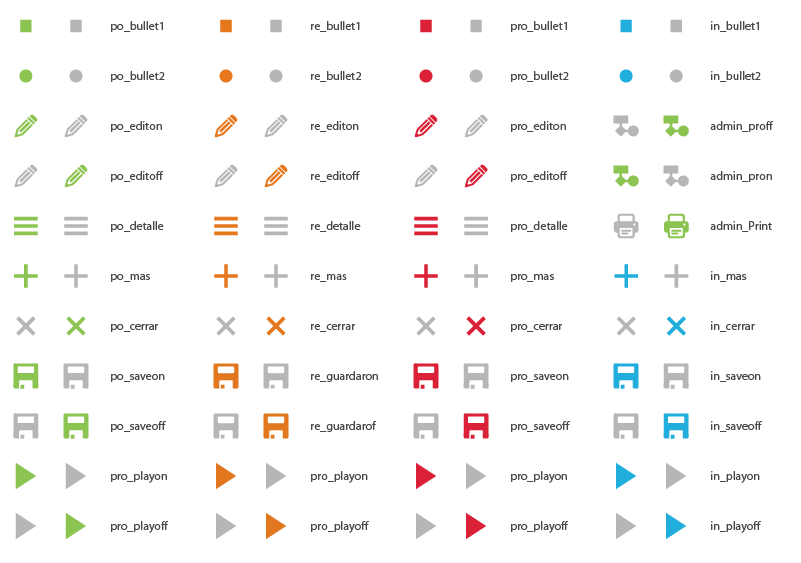 po_bullet1 re_bullet1 pro_bullet1 in_bullet1
po_bullet2 re_bullet2 pro_bullet2 in_bullet2
po_editon re_editon pro_editon admin_proff
po_editoff re_editoff pro_editoff admin_pron
po_detalle re_detalle pro_detalle admin_Print
po_mas re_mas pro_mas in_mas
po_cerrar re_cerrar pro_cerrar in_cerrar
po_saveon re_guardaron pro_saveon in_saveon
po_saveoff re_guardarof pro_saveoff in_saveoff
pro_playon pro_playon pro_playon in_playon
pro_playoff pro_playoff pro_playoff in_playoff